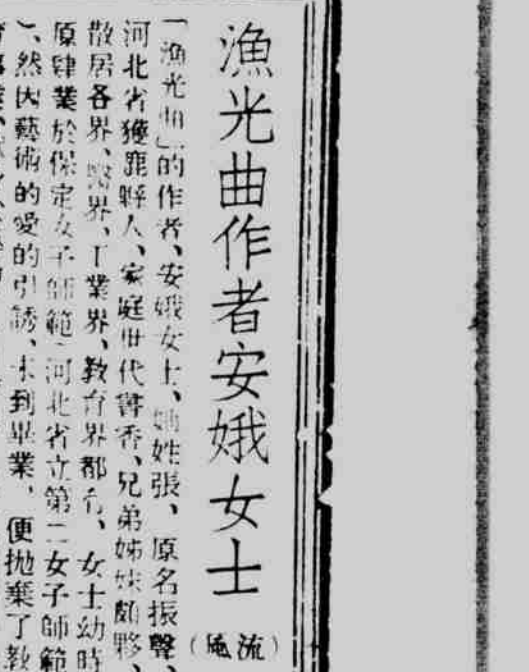 漁光曲作者安娥女士
(流風)
「漁光曲」的作者、安娥女士、她姓張、原名振聲、
河北省獲鹿縣人、家庭世代書香、兄弟姊妹頗夥、
散居各界、醫界、工業界、教育界都有、女士幼時
原肄業於保定女子師範(河北省立第二女子師範
)、然因藝術的愛的引誘、未到畢業、便拋棄了教